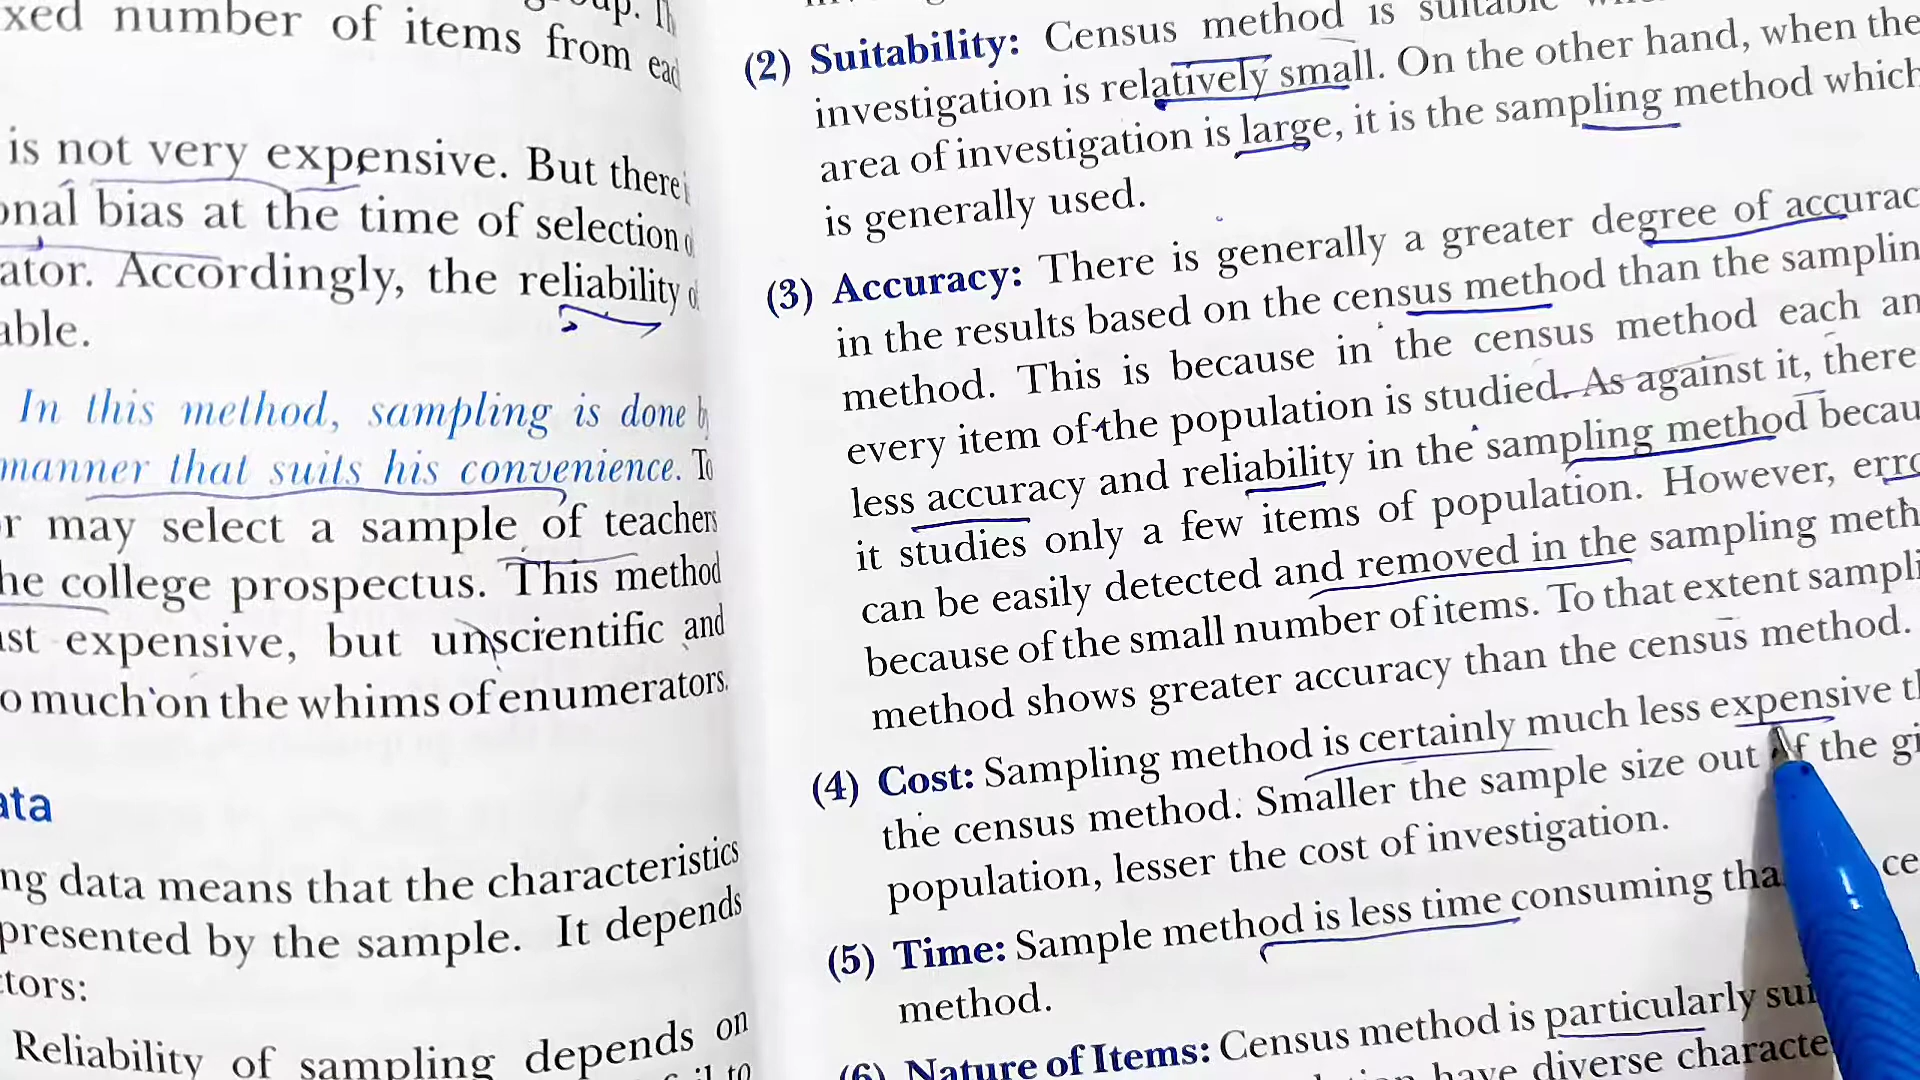 xed number of items from
is not very expensive. But there
bias at the time of selection
Accordingly, the reliability
In this method, sampling is done
manner that suits his convenience. To
may select a sample of teachers
college prospectus. This method
expensive, but unscientific and
much on the whims of enumerators.
data means that the characteristics
presented by the sample. It depends
Reliability of sampling depends on
(2) Suitability: Census method is suitable
investigation is relatively small. On the other hand, when the
area of investigation is large, it is the sampling method which
is generally used.
(3) Accuracy: There is generally a greater degree of accurac
in the results based on the census method than the samplin
method. This is because in the census method each an
every item of the population is studied. As against it, there
less accuracy and reliability in the sampling method becau
it studies only a few items of population. However, erro
can be easily detected and removed in the sampling meth
because of the small number of items. To that extent sampli
method shows greater accuracy than the census method.
(4) Cost: Sampling method is certainly much less expensive
the census method. Smaller the sample size out of the gi
population, lesser the cost of investigation.
(5) Time: Sample method is less time consuming tha ce
method.
(6) Nature of Items: Census method is particularly sui
have diverse characte